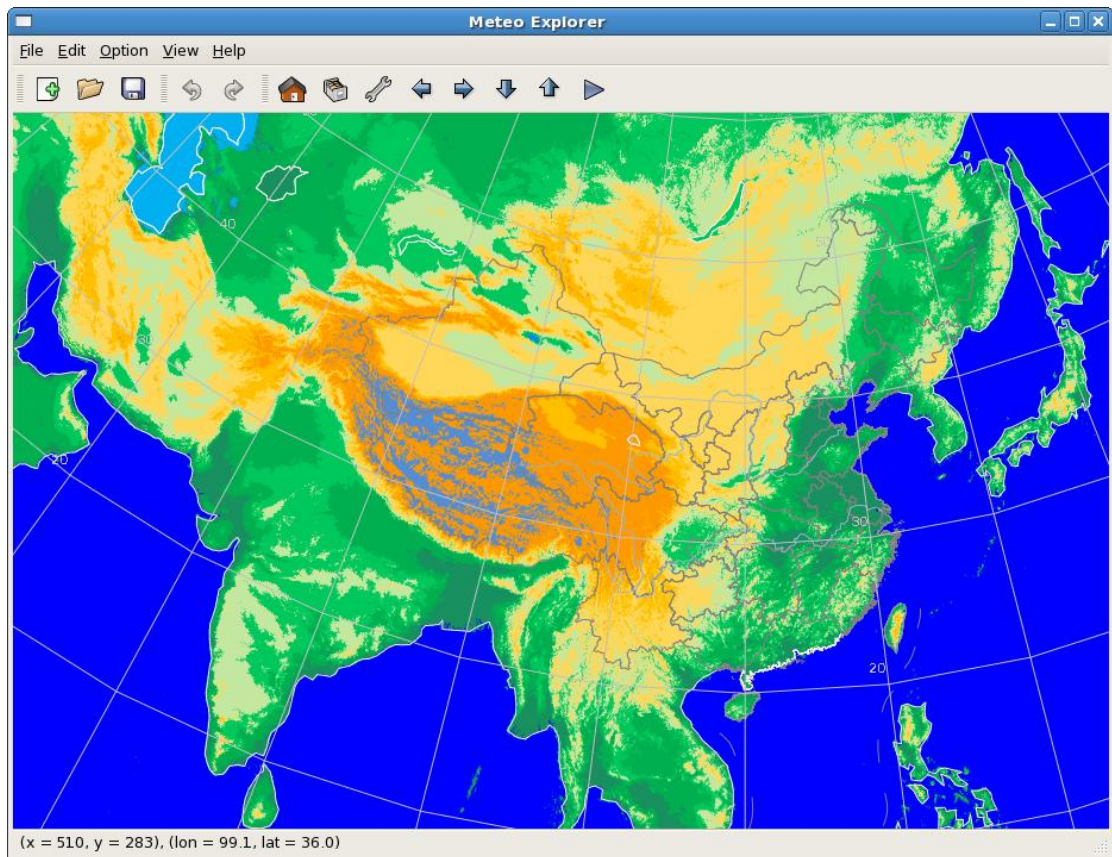 Meteo Explorer
File Edit Option View Help
40
50
30
20
30
20
(x = 510, y = 283), (lon = 99.1, lat = 36.0)